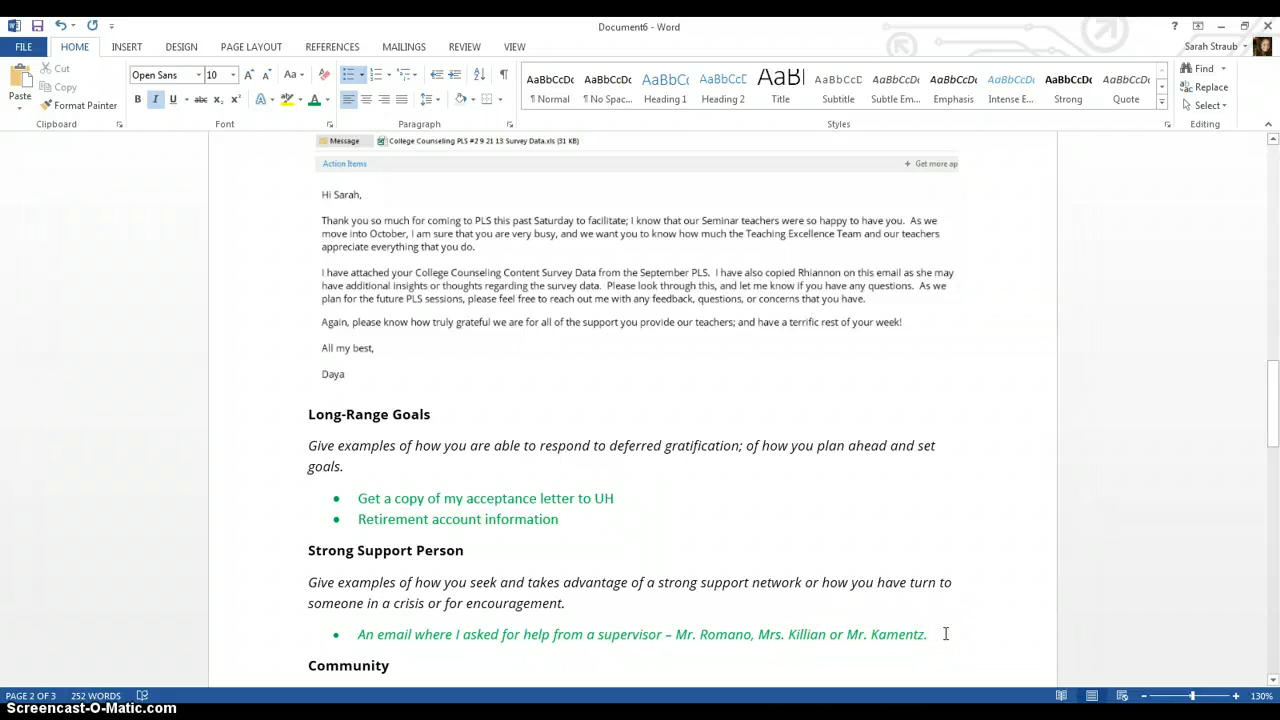 Document6 - Word
FILE HOME INSERT DESIGN PAGE LAYOUT REFERENCES MAILINGS REVIEW VIEW Sarah Straub
Cut
Copy
Format Painter
Paste
Clipboard
Open Sans 10
Font
Paragraph
AaBbCcDc AaBbCcDc AaBbCc AaBbCcD AaB AaBbCcD AaBbCcDt AaBbCcDt AaBbCcDt AaBbCcDc AaBbCcDt
¶ Normal ¶ No Spac... Heading 1 Heading 2 Title Subtitle Subtle Em... Emphasis Intense E... Strong Quote
Styles
Find
Replace
Select
Editing
Message College Counseling PLS #2 9 21 13 Survey Data.xls (31 KB)
Action Items + Get more ap
Hi Sarah,
Thank you so much for coming to PLS this past Saturday to facilitate; I know that our Seminar teachers were so happy to have you. As we
move into October, I am sure that you are very busy, and we want you to know how much the Teaching Excellence Team and our teachers
appreciate everything that you do.
I have attached your College Counseling Content Survey Data from the September PLS. I have also copied Rhiannon on this email as she may
have additional insights or thoughts regarding the survey data. Please look through this, and let me know if you have any questions. As we
plan for the future PLS sessions, please feel free to reach out me with any feedback, questions, or concerns that you have.
Again, please know how truly grateful we are for all of the support you provide our teachers; and have a terrific rest of your week!
All my best,
Daya
Long-Range Goals
Give examples of how you are able to respond to deferred gratification; of how you plan ahead and set
goals.
• Get a copy of my acceptance letter to UH
• Retirement account information
Strong Support Person
Give examples of how you seek and takes advantage of a strong support network or how you have turn to
someone in a crisis or for encouragement.
• An email where I asked for help from a supervisor – Mr. Romano, Mrs. Killian or Mr. Kamentz.
Community
PAGE 2 OF 3 252 WORDS 130%
Screencast-O-Matic.com